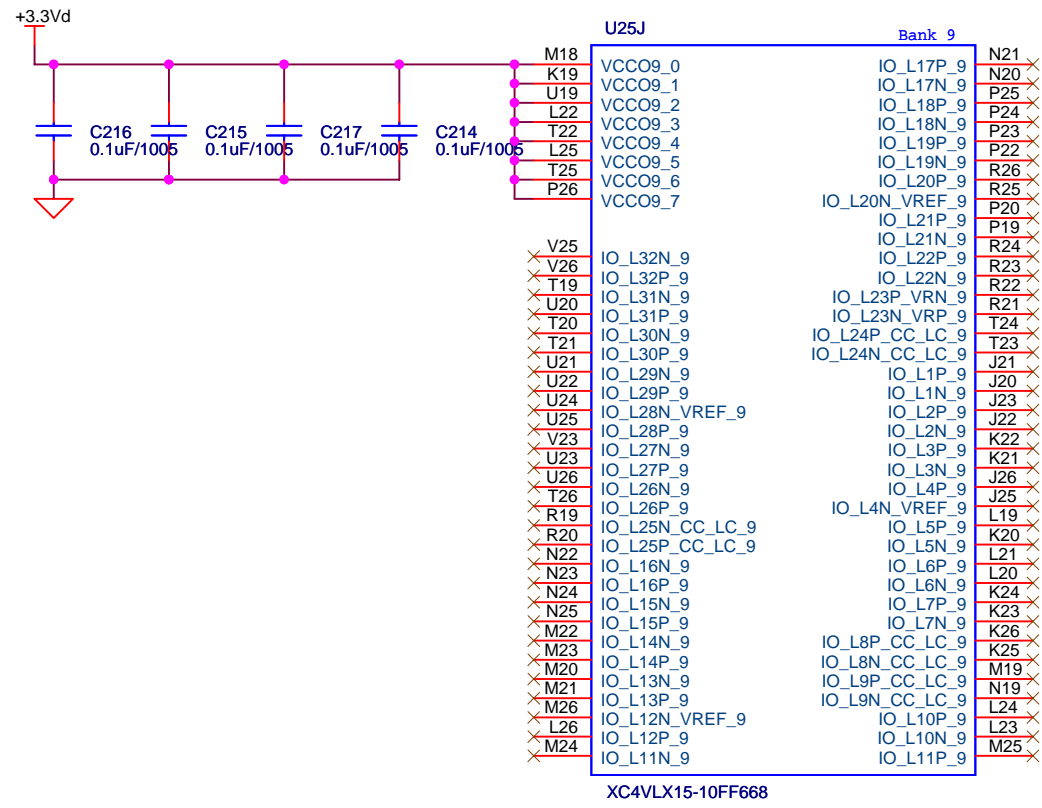 +3.3Vd
U25J
Bank 9
M18 VCCO9_0 IO_L17P_9 N21
K19 VCCO9_1 IO_L17N_9 N20
U19 VCCO9_2 IO_L18P_9 P25
L22 VCCO9_3 IO_L18N_9 P24
T22 VCCO9_4 IO_L19P_9 P23
L25 VCCO9_5 IO_L19N_9 P22
T25 VCCO9_6 IO_L20P_9 R26
P26 VCCO9_7 IO_L20N_VREF_9 R25
C216 C215 C217 C214
0.1uF/1005 0.1uF/1005 0.1uF/1005 0.1uF/1005
IO_L21P_9 P20
IO_L21N_9 P19
V25 IO_L32N_9 IO_L22P_9 R24
V26 IO_L32P_9 IO_L22N_9 R23
T19 IO_L31N_9 IO_L23P_VRN_9 R22
U20 IO_L31P_9 IO_L23N_VRP_9 R21
T20 IO_L30N_9 IO_L24P_CC_LC_9 T24
T21 IO_L30P_9 IO_L24N_CC_LC_9 T23
U21 IO_L29N_9 IO_L1P_9 J21
U22 IO_L29P_9 IO_L1N_9 J20
U24 IO_L28N_VREF_9 IO_L2P_9 J23
U25 IO_L28P_9 IO_L2N_9 J22
V23 IO_L27N_9 IO_L3P_9 K22
U23 IO_L27P_9 IO_L3N_9 K21
U26 IO_L26N_9 IO_L4P_9 J26
T26 IO_L26P_9 IO_L4N_VREF_9 J25
R19 IO_L25N_CC_LC_9 IO_L5P_9 L19
R20 IO_L25P_CC_LC_9 IO_L5N_9 K20
N22 IO_L16N_9 IO_L6P_9 L21
N23 IO_L16P_9 IO_L6N_9 L20
N24 IO_L15N_9 IO_L7P_9 K24
N25 IO_L15P_9 IO_L7N_9 K23
M22 IO_L14N_9 IO_L8P_CC_LC_9 K26
M23 IO_L14P_9 IO_L8N_CC_LC_9 K25
M20 IO_L13N_9 IO_L9P_CC_LC_9 M19
M21 IO_L13P_9 IO_L9N_CC_LC_9 N19
M26 IO_L12N_VREF_9 IO_L10P_9 L24
L26 IO_L12P_9 IO_L10N_9 L23
M24 IO_L11N_9 IO_L11P_9 M25
XC4VLX15-10FF668